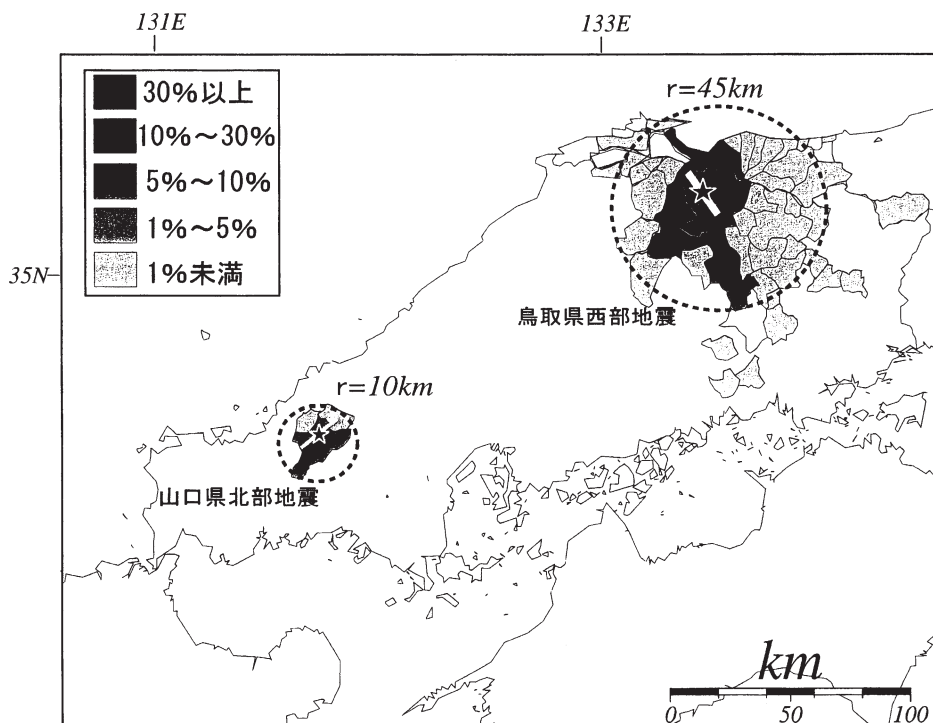 131E
133E
30%以上
10%～30%
5%～10%
1%～5%
1%未満
r=45km
35N
鳥取県西部地震
r=10km
山口県北部地震
km
0
50
100